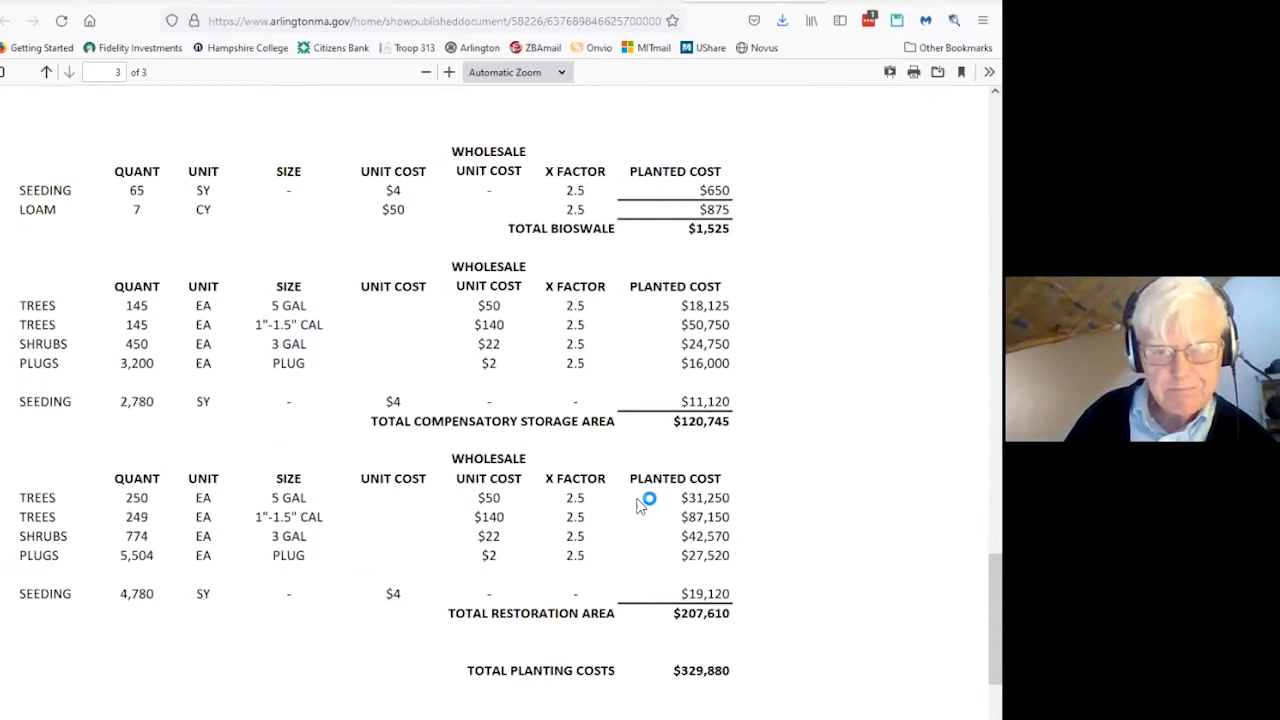 https://www.arlingtonma.gov/home/showpublisheddocument/58226/637689846625700000
Getting Started Fidelity Investments Hampshire College Citizens Bank Troop 313 Arlington ZBAmail Onvio MITmail UShare Novus Other Bookmarks
3 of 3 Automatic Zoom
WHOLESALE
QUANT UNIT SIZE UNIT COST UNIT COST X FACTOR PLANTED COST
SEEDING 65 SY - $4 - 2.5 $650
LOAM 7 CY $50 2.5 $875
TOTAL BIOSWALE $1,525
WHOLESALE
QUANT UNIT SIZE UNIT COST UNIT COST X FACTOR PLANTED COST
TREES 145 EA 5 GAL $50 2.5 $18,125
TREES 145 EA 1"-1.5" CAL $140 2.5 $50,750
SHRUBS 450 EA 3 GAL $22 2.5 $24,750
PLUGS 3,200 EA PLUG $2 2.5 $16,000
SEEDING 2,780 SY - $4 - - $11,120
TOTAL COMPENSATORY STORAGE AREA $120,745
WHOLESALE
QUANT UNIT SIZE UNIT COST UNIT COST X FACTOR PLANTED COST
TREES 250 EA 5 GAL $50 2.5 $31,250
TREES 249 EA 1"-1.5" CAL $140 2.5 $87,150
SHRUBS 774 EA 3 GAL $22 2.5 $42,570
PLUGS 5,504 EA PLUG $2 2.5 $27,520
SEEDING 4,780 SY - $4 - - $19,120
TOTAL RESTORATION AREA $207,610
TOTAL PLANTING COSTS $329,880